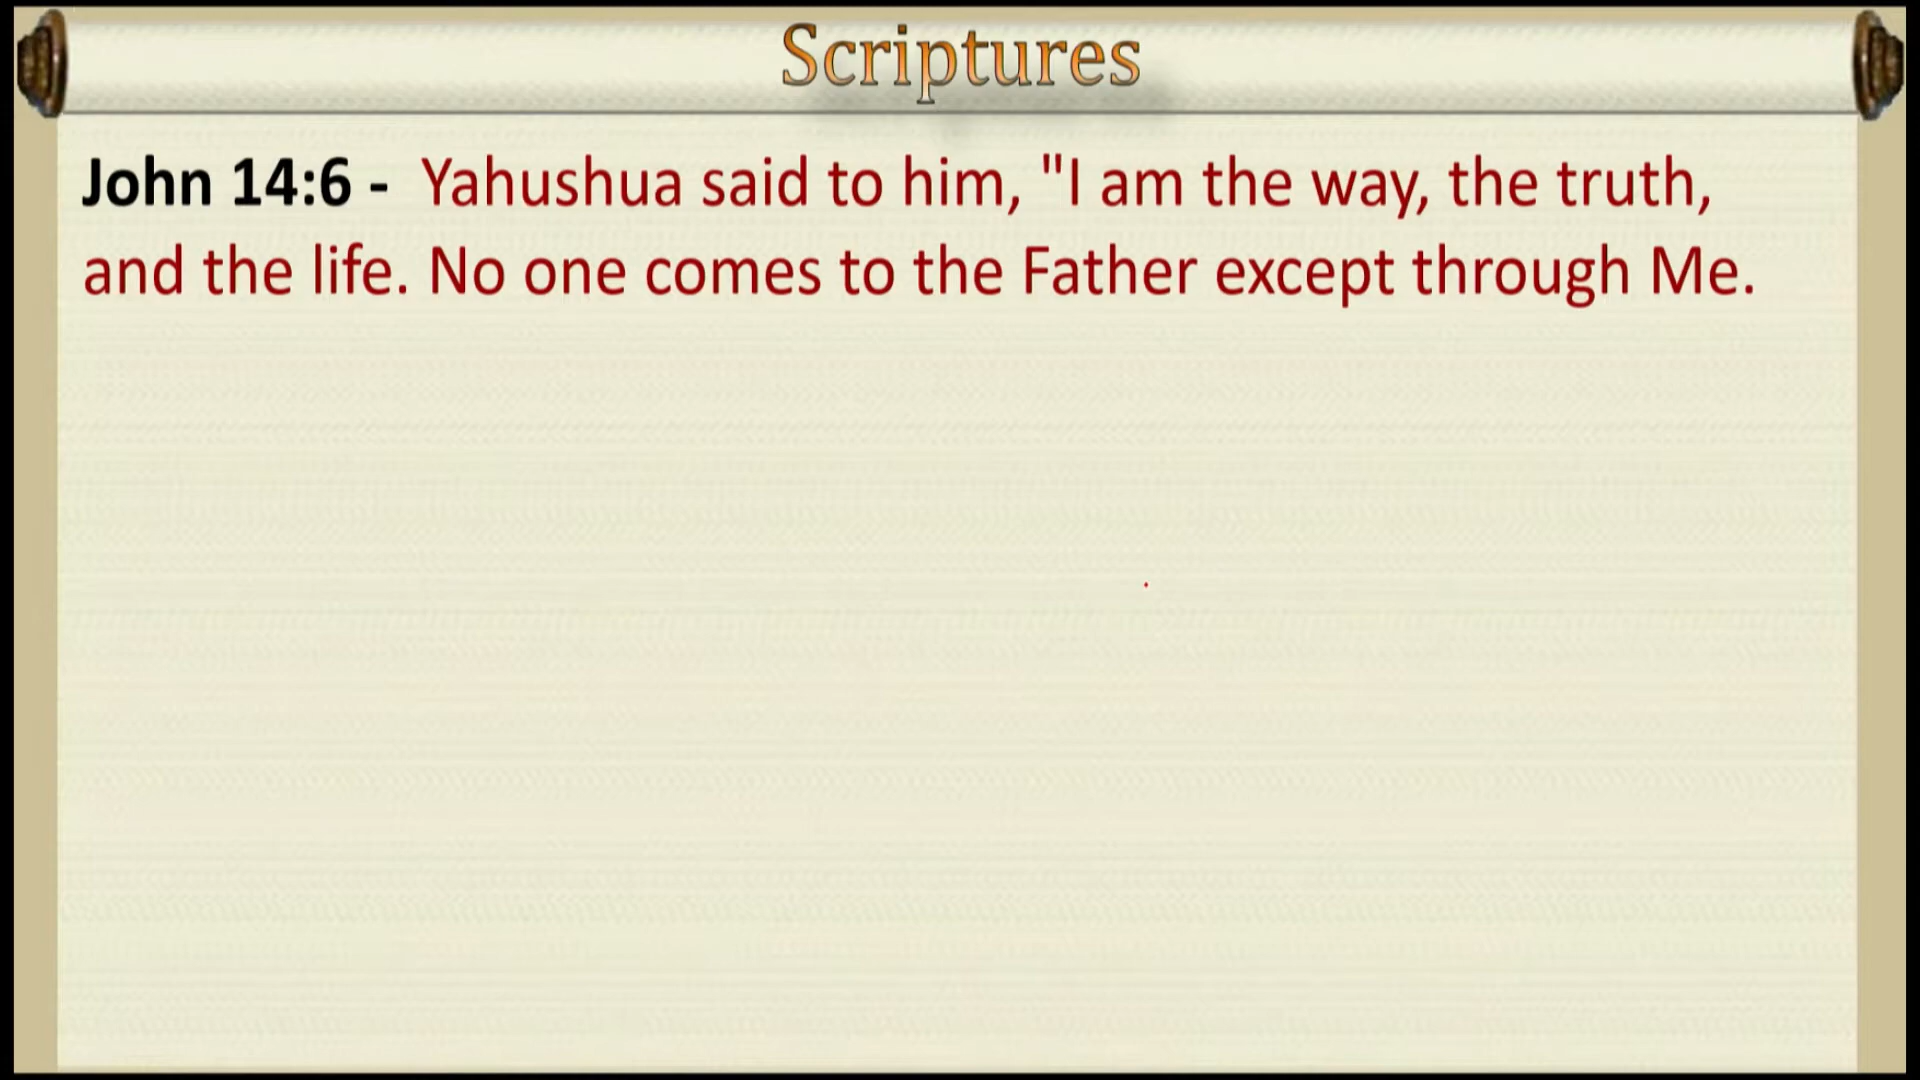 Scriptures
John 14:6 - Yahushua said to him, "I am the way, the truth,
and the life. No one comes to the Father except through Me.